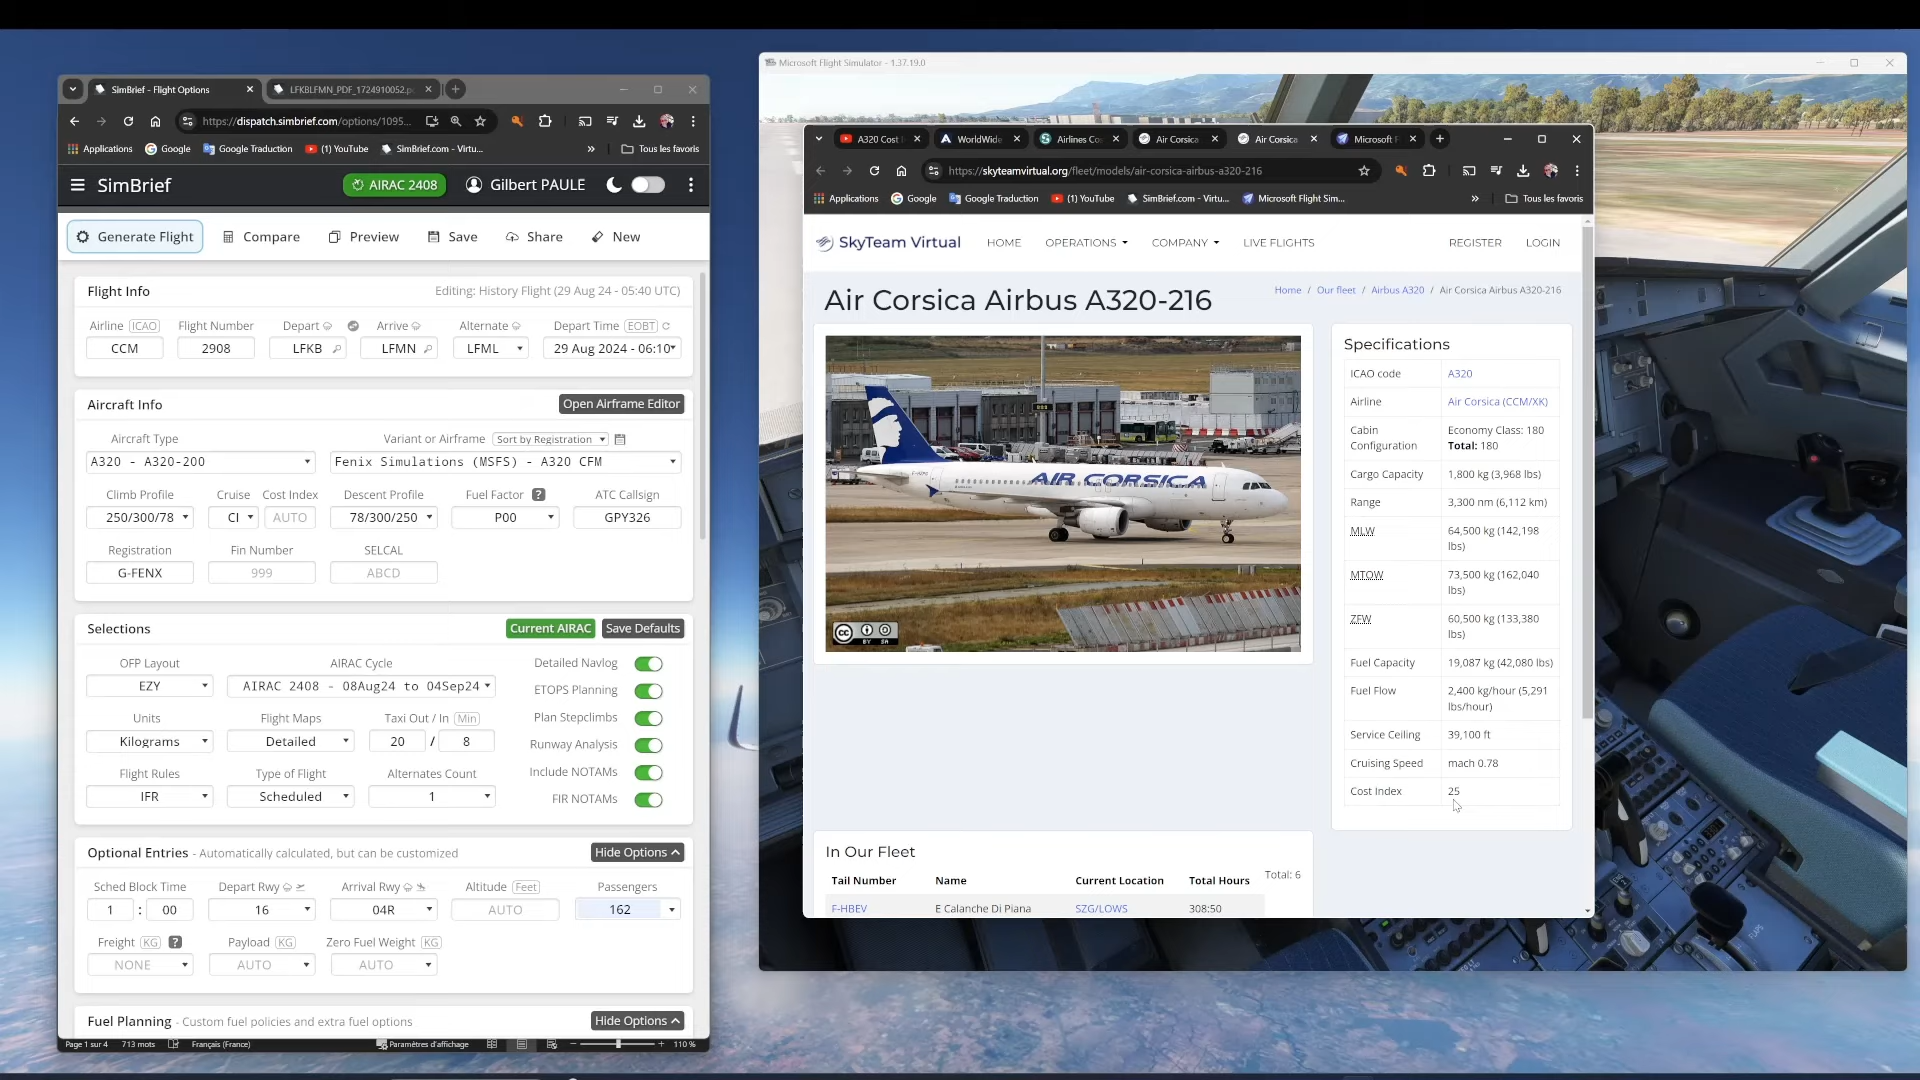 SimBrief - Flight Options
LFKBLFMN_PDF_1724910052.p
https://dispatch.simbrief.com/options/1095...
Applications Google Google Traduction (1) YouTube SimBrief.com - Virtu... » Tous les favoris
SimBrief AIRAC 2408 Gilbert PAULE
Generate Flight Compare Preview Save Share New
Flight Info Editing: History Flight (29 Aug 24 - 05:40 UTC)
Airline ICAO Flight Number Depart Arrive Alternate Depart Time EOBT
CCM 2908 LFKB LFMN LFML 29 Aug 2024 - 06:10
Aircraft Info Open Airframe Editor
Aircraft Type Variant or Airframe Sort by Registration
A320 - A320-200 Fenix Simulations (MSFS) - A320 CFM
Climb Profile Cruise Cost Index Descent Profile Fuel Factor ? ATC Callsign
250/300/78 CI AUTO 78/300/250 P00 GPY326
Registration Fin Number SELCAL
G-FENX 999 ABCD
Selections Current AIRAC Save Defaults
OFP Layout AIRAC Cycle Detailed Navlog
EZY AIRAC 2408 - 08Aug24 to 04Sep24 ETOPS Planning
Units Flight Maps Taxi Out / In Min Plan Stepclimbs
Kilograms Detailed 20 / 8 Runway Analysis
Flight Rules Type of Flight Alternates Count Include NOTAMs
IFR Scheduled 1 FIR NOTAMs
Optional Entries - Automatically calculated, but can be customized Hide Options
Sched Block Time Depart Rwy Arrival Rwy Altitude Feet Passengers
1 : 00 16 04R AUTO 162
Freight KG ? Payload KG Zero Fuel Weight KG
NONE AUTO AUTO
Fuel Planning - Custom fuel policies and extra fuel options Hide Options
Page 1 sur 4 713 mots Français (France) Paramètres d'affichage 110 %
Microsoft Flight Simulator - 1.37.19.0
A320 Cost WorldWide Airlines Co Air Corsica Air Corsica Microsoft F
https://skyteamvirtual.org/fleet/models/air-corsica-airbus-a320-216
Applications Google Google Traduction (1) YouTube SimBrief.com - Virtu... Microsoft Flight Sim... » Tous les favoris
SkyTeam Virtual HOME OPERATIONS COMPANY LIVE FLIGHTS REGISTER LOGIN
Air Corsica Airbus A320-216
Home / Our fleet / Airbus A320 / Air Corsica Airbus A320-216
AIR CORSICA
CC BY SA
Specifications
ICAO code A320
Airline Air Corsica (CCM/XK)
Cabin Configuration Economy Class: 180
Total: 180
Cargo Capacity 1,800 kg (3,968 lbs)
Range 3,300 nm (6,112 km)
MLW 64,500 kg (142,198 lbs)
MTOW 73,500 kg (162,040 lbs)
ZFW 60,500 kg (133,380 lbs)
Fuel Capacity 19,087 kg (42,080 lbs)
Fuel Flow 2,400 kg/hour (5,291 lbs/hour)
Service Ceiling 39,100 ft
Cruising Speed mach 0.78
Cost Index 25
In Our Fleet
Total: 6
Tail Number Name Current Location Total Hours
F-HBEV E Calanche Di Piana SZG/LOWS 308:50